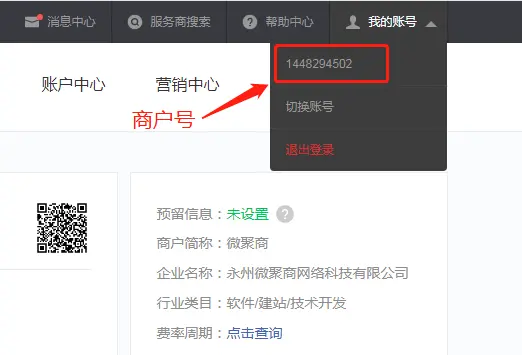 消息中心 服务商搜索 帮助中心 我的账号
1448294502
账户中心 营销中心
切换账号
商户号
退出登录
预留信息：未设置 ?
商户简称：微聚商
企业名称：永州微聚商网络科技有限公司
行业类目：软件/建站/技术开发
费率周期：点击查询